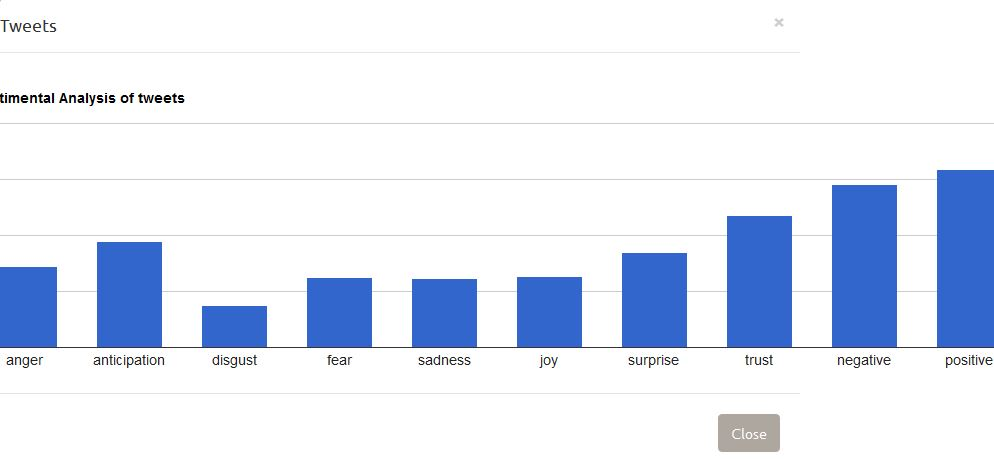 Tweets
×
timental Analysis of tweets
anger anticipation disgust fear sadness joy surprise trust negative positive
Close